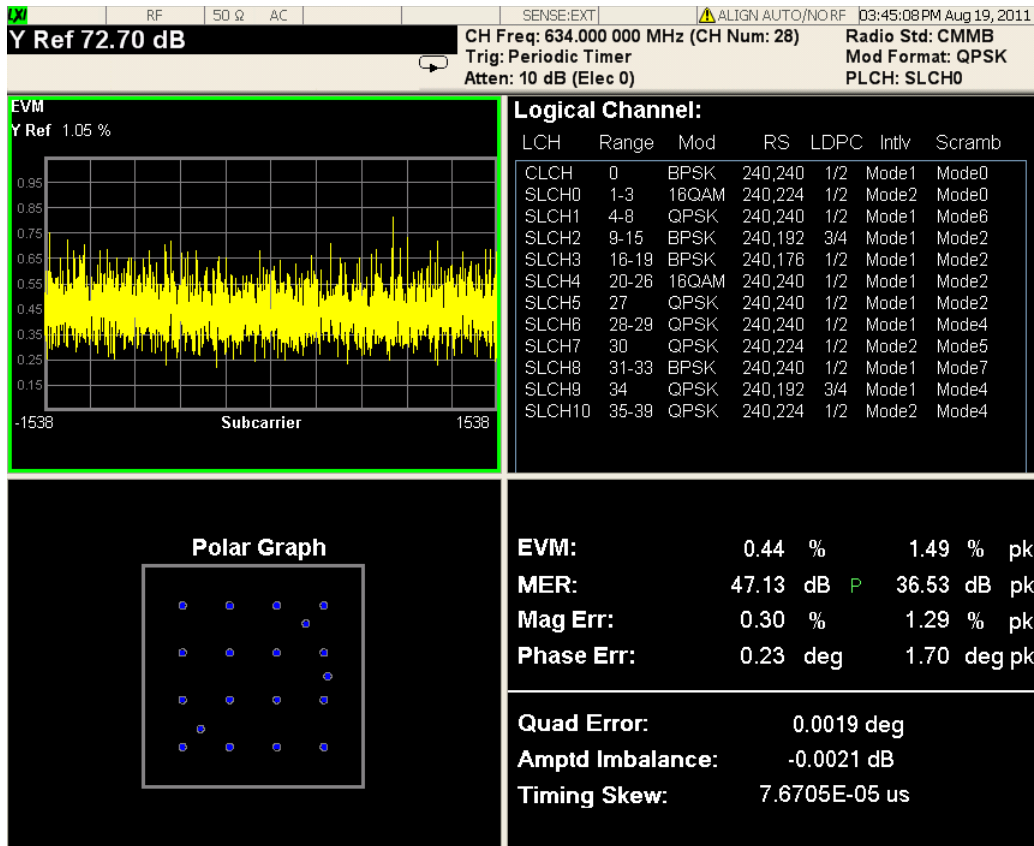 LXI RF 50 Ω AC SENSE:EXT ALIGN AUTO/NO RF 03:45:08 PM Aug 19, 2011
Y Ref 72.70 dB
CH Freq: 634.000 000 MHz (CH Num: 28) Radio Std: CMMB
Trig: Periodic Timer Mod Format: QPSK
Atten: 10 dB (Elec 0) PLCH: SLCH0
EVM
Y Ref 1.05 %
0.95
0.85
0.75
0.65
0.55
0.45
0.35
0.25
0.15
-1538 Subcarrier 1538
Logical Channel:
LCH Range Mod RS LDPC Intlv Scramb
CLCH 0 BPSK 240,240 1/2 Mode1 Mode0
SLCH0 1-3 16QAM 240,224 1/2 Mode2 Mode0
SLCH1 4-8 QPSK 240,240 1/2 Mode1 Mode6
SLCH2 9-15 BPSK 240,192 3/4 Mode1 Mode2
SLCH3 16-19 BPSK 240,176 1/2 Mode1 Mode2
SLCH4 20-26 16QAM 240,240 1/2 Mode1 Mode2
SLCH5 27 QPSK 240,240 1/2 Mode1 Mode2
SLCH6 28-29 QPSK 240,240 1/2 Mode1 Mode4
SLCH7 30 QPSK 240,224 1/2 Mode2 Mode5
SLCH8 31-33 BPSK 240,240 1/2 Mode1 Mode7
SLCH9 34 QPSK 240,192 3/4 Mode1 Mode4
SLCH10 35-39 QPSK 240,224 1/2 Mode2 Mode4
Polar Graph
EVM: 0.44 % 1.49 % pk
MER: 47.13 dB P 36.53 dB pk
Mag Err: 0.30 % 1.29 % pk
Phase Err: 0.23 deg 1.70 deg pk
Quad Error: 0.0019 deg
Amptd Imbalance: -0.0021 dB
Timing Skew: 7.6705E-05 us